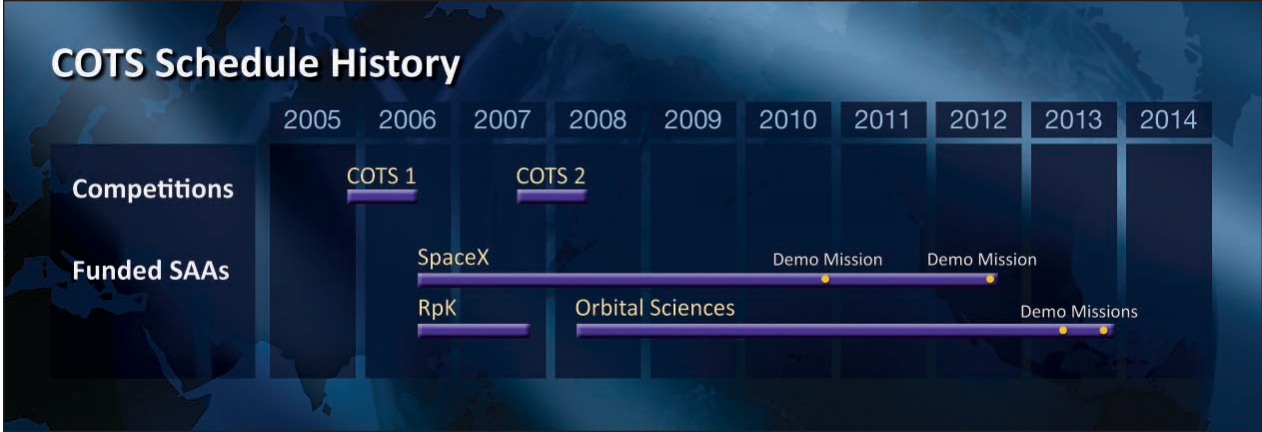 COTS Schedule History
2005 2006 2007 2008 2009 2010 2011 2012 2013 2014
Competitions
COTS 1 COTS 2
Funded SAAs
SpaceX Demo Mission Demo Mission
RpK Orbital Sciences Demo Missions